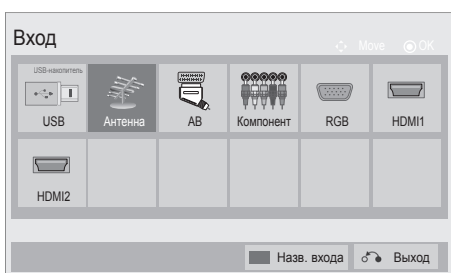 Вход
Move OK
USB-накопитель
USB
Антенна
AB
Компонент
RGB
HDMI1
HDMI2
Назв. входа
Выход